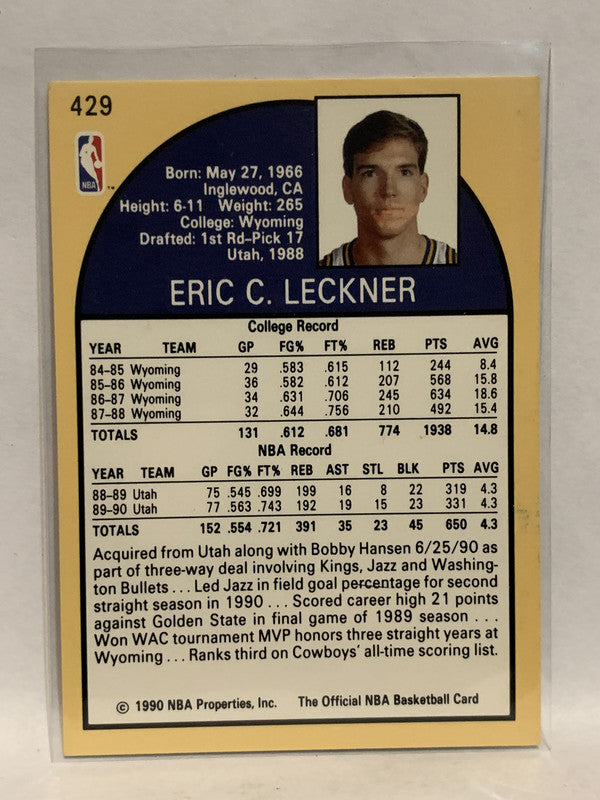 429
NBA
™
Born: May 27, 1966
Inglewood, CA
Height: 6-11 Weight: 265
College: Wyoming
Drafted: 1st Rd-Pick 17
Utah, 1988
ERIC C. LECKNER
College Record
YEAR TEAM GP FG% FT% REB PTS AVG
84–85 Wyoming 29 .583 .615 112 244 8.4
85–86 Wyoming 36 .582 .612 207 568 15.8
86–87 Wyoming 34 .631 .706 245 634 18.6
87–88 Wyoming 32 .644 .756 210 492 15.4
TOTALS 131 .612 .681 774 1938 14.8
NBA Record
YEAR TEAM GP FG% FT% REB AST STL BLK PTS AVG
88–89 Utah 75 .545 .699 199 16 8 22 319 4.3
89–90 Utah 77 .563 .743 192 19 15 23 331 4.3
TOTALS 152 .554 .721 391 35 23 45 650 4.3
Acquired from Utah along with Bobby Hansen 6/25/90 as
part of three-way deal involving Kings, Jazz and Washing-
ton Bullets . . . Led Jazz in field goal percentage for second
straight season in 1990 . . . Scored career high 21 points
against Golden State in final game of 1989 season . . .
Won WAC tournament MVP honors three straight years at
Wyoming . . . Ranks third on Cowboys' all-time scoring list.
© 1990 NBA Properties, Inc. The Official NBA Basketball Card